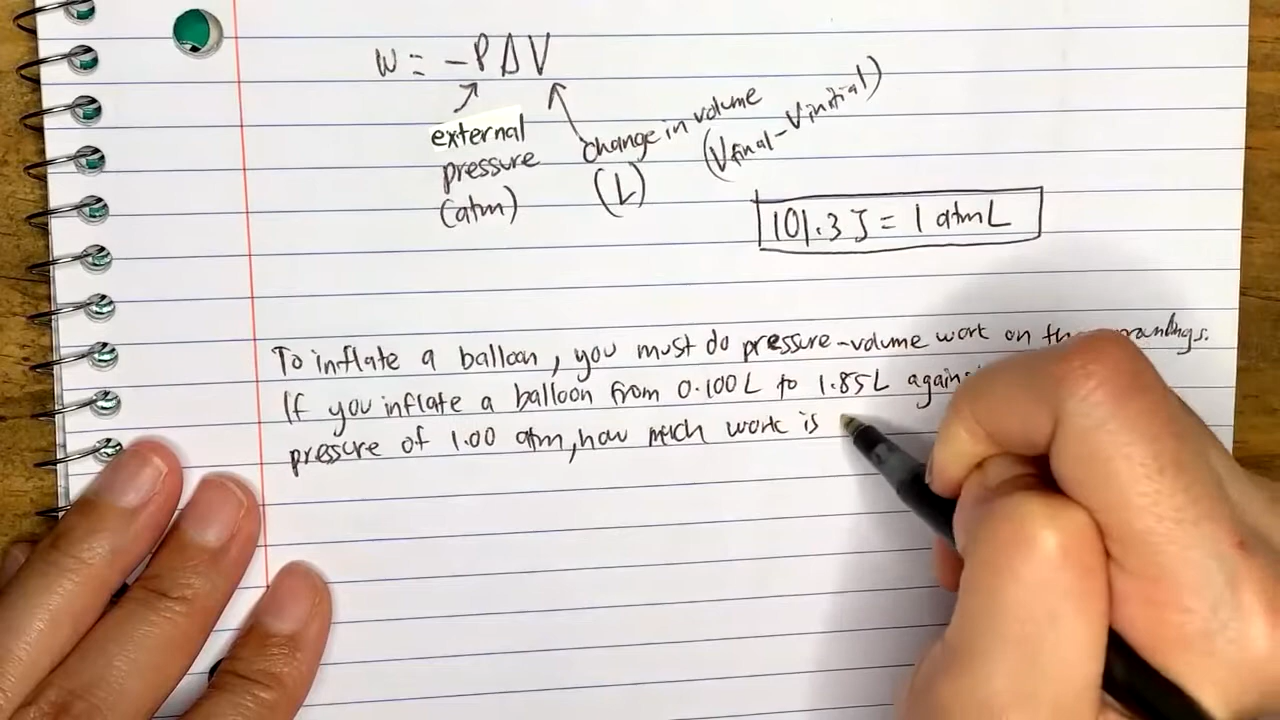 w = -PΔV
external pressure (atm)
change in volume (Vfinal - Vinitial)
(L)
101.3 J = 1 atm L
To inflate a balloon, you must do pressure-volume work on
If you inflate a balloon from 0.100 L to 1.85 L
pressure of 1.00 atm, how much work is